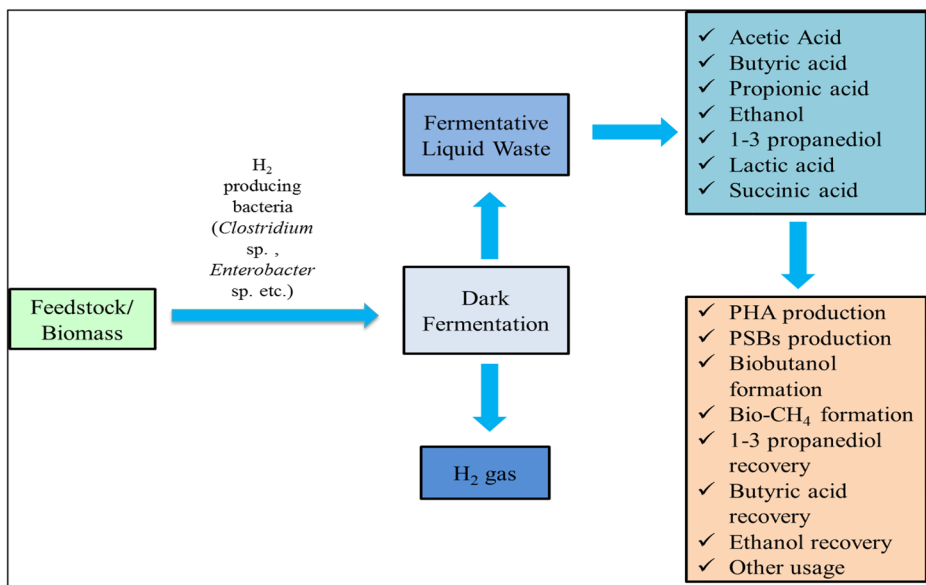 Feedstock/
Biomass
H₂
producing
bacteria
(Clostridium
sp. ,
Enterobacter
sp. etc.)
Fermentative
Liquid Waste
Dark
Fermentation
H₂ gas
✓ Acetic Acid
✓ Butyric acid
✓ Propionic acid
✓ Ethanol
✓ 1-3 propanediol
✓ Lactic acid
✓ Succinic acid
✓ PHA production
✓ PSBs production
✓ Biobutanol
formation
✓ Bio-CH₄ formation
✓ 1-3 propanediol
recovery
✓ Butyric acid
recovery
✓ Ethanol recovery
✓ Other usage